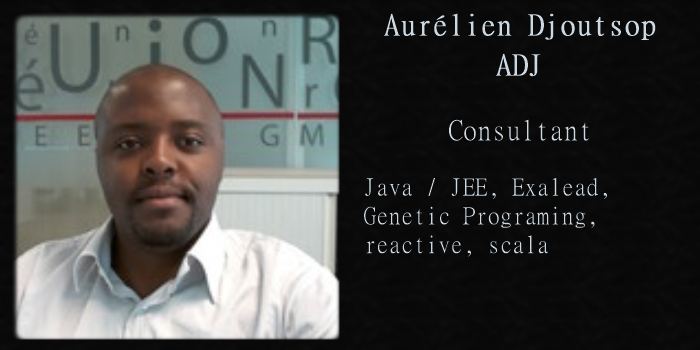 é U n i o n R
é n N r
E E G M
Aurélien Djoutsop
ADJ
Consultant
Java / JEE, Exalead,
Genetic Programing,
reactive, scala